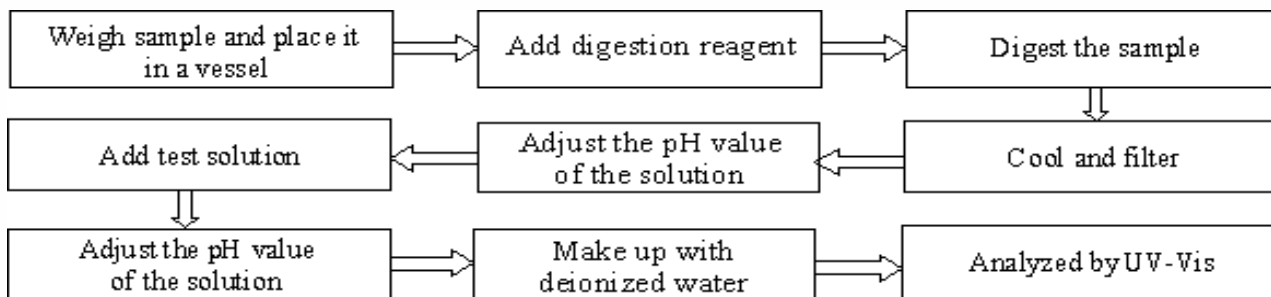 Weigh sample and place it
in a vessel
Add digestion reagent
Digest the sample
Cool and filter
Adjust the pH value
of the solution
Add test solution
Adjust the pH value
of the solution
Make up with
deionized water
Analyzed by UV-Vis